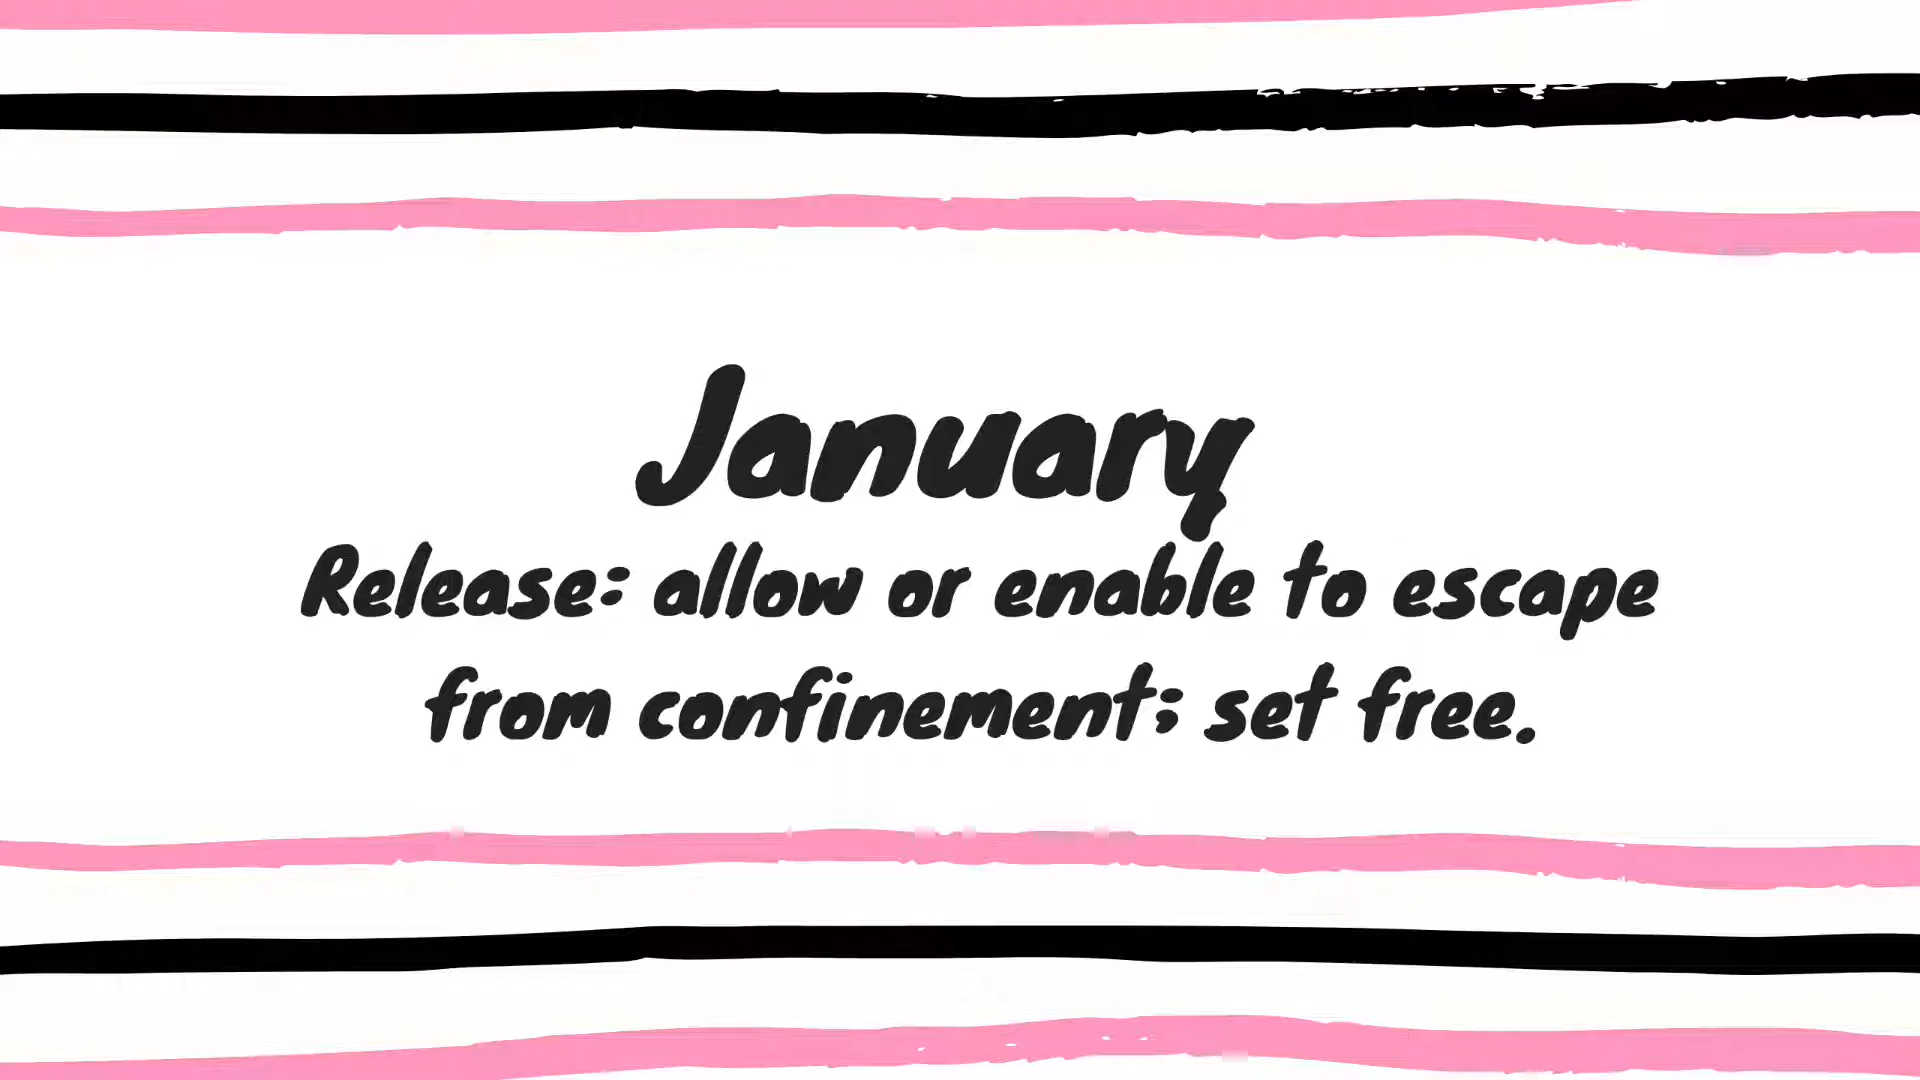 January
Release: allow or enable to escape
from confinement; set free.